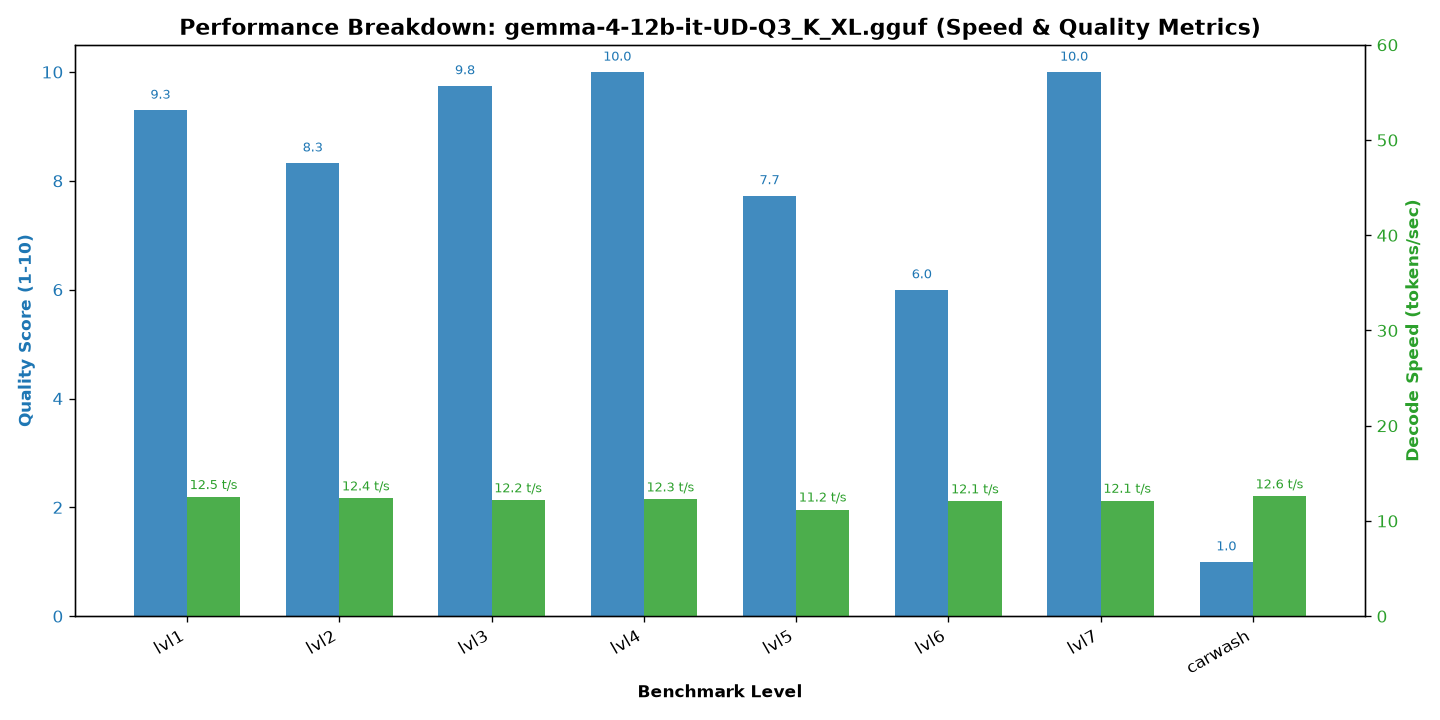 Performance Breakdown: gemma-4-12b-it-UD-Q3_K_XL.gguf (Speed & Quality Metrics)
Quality Score (1-10)
10
8
6
4
2
0
9.3
8.3
9.8
10.0
7.7
6.0
10.0
1.0
12.5 t/s
12.4 t/s
12.2 t/s
12.3 t/s
11.2 t/s
12.1 t/s
12.1 t/s
12.6 t/s
60
50
40
30
20
10
0
Decode Speed (tokens/sec)
lvl1
lvl2
lvl3
lvl4
lvl5
lvl6
lvl7
carwash
Benchmark Level